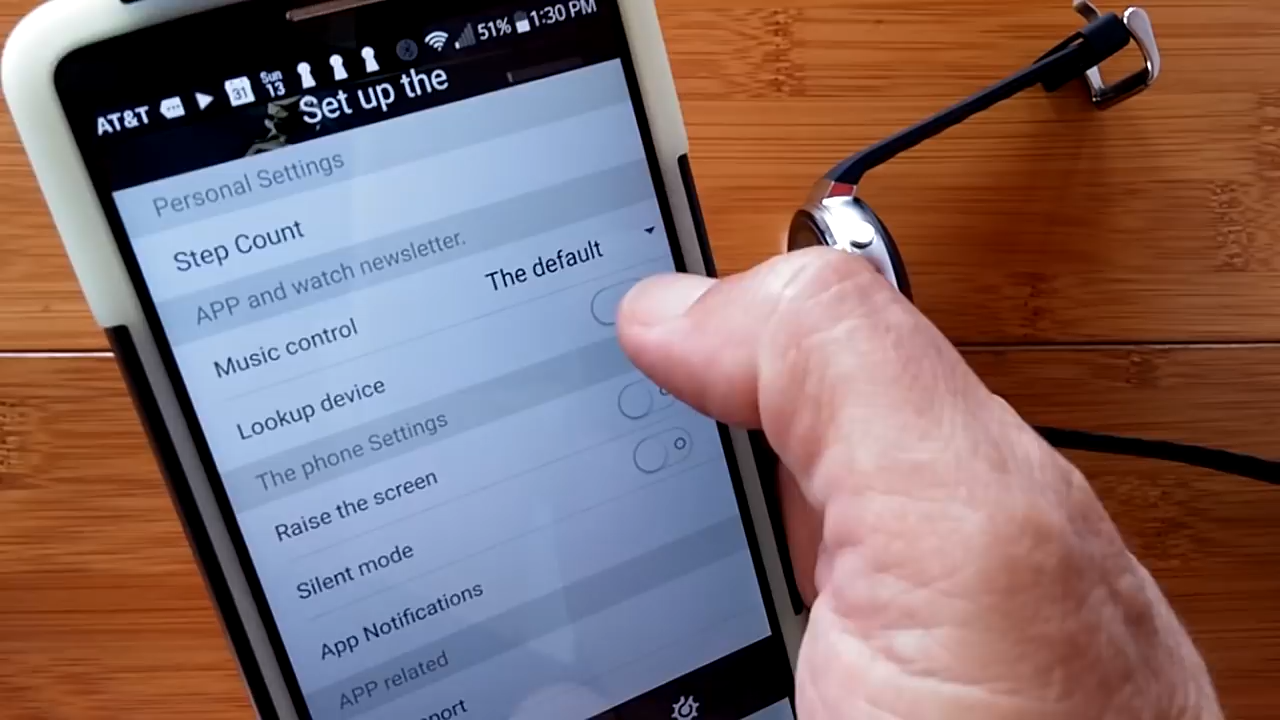 AT&T 31 Sun 13 51% 1:30 PM
Set up the
Personal Settings
Step Count
APP and watch newsletter.
Music control The default
Lookup device
The phone Settings
Raise the screen
Silent mode
App Notifications
APP related